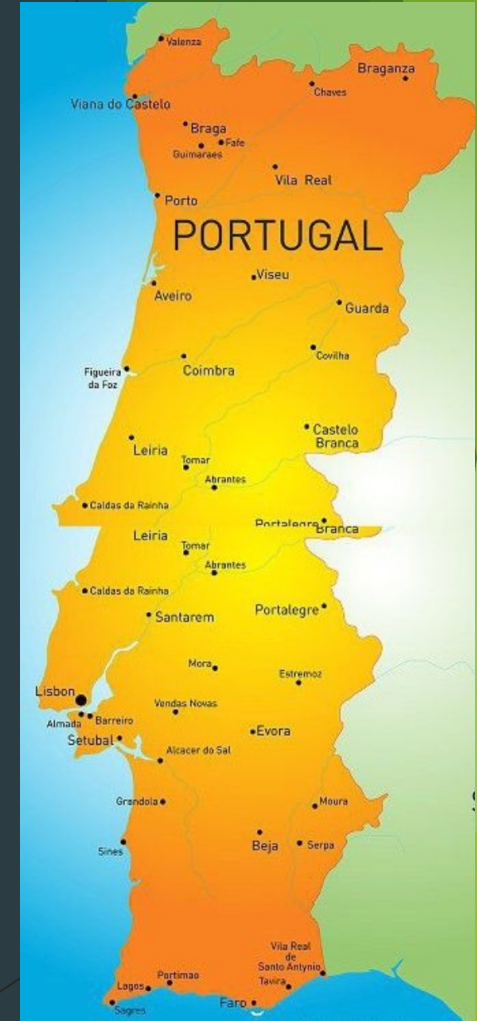 Valenza
Braganza
Chaves
Viana do Castelo
Braga
Fafe
Guimaraes
Vila Real
Porto
PORTUGAL
Viseu
Aveiro
Guarda
Covilha
Figueira
da Foz
Coimbra
Castelo
Branca
Leiria
Tomar
Abrantes
Caldas da Rainha
Portalegre
Branca
Leiria
Tomar
Abrantes
Caldas da Rainha
Portalegre
Santarem
Mora
Estremoz
Lisbon
Vendas Novas
Almada
Barreiro
Evora
Setubal
Alcacer do Sal
Grandola
Moura
Sines
Beja
Serpa
Vila Real
de
Santo Antynio
Portimao
Tavira
Lagos
Faro
Sagres